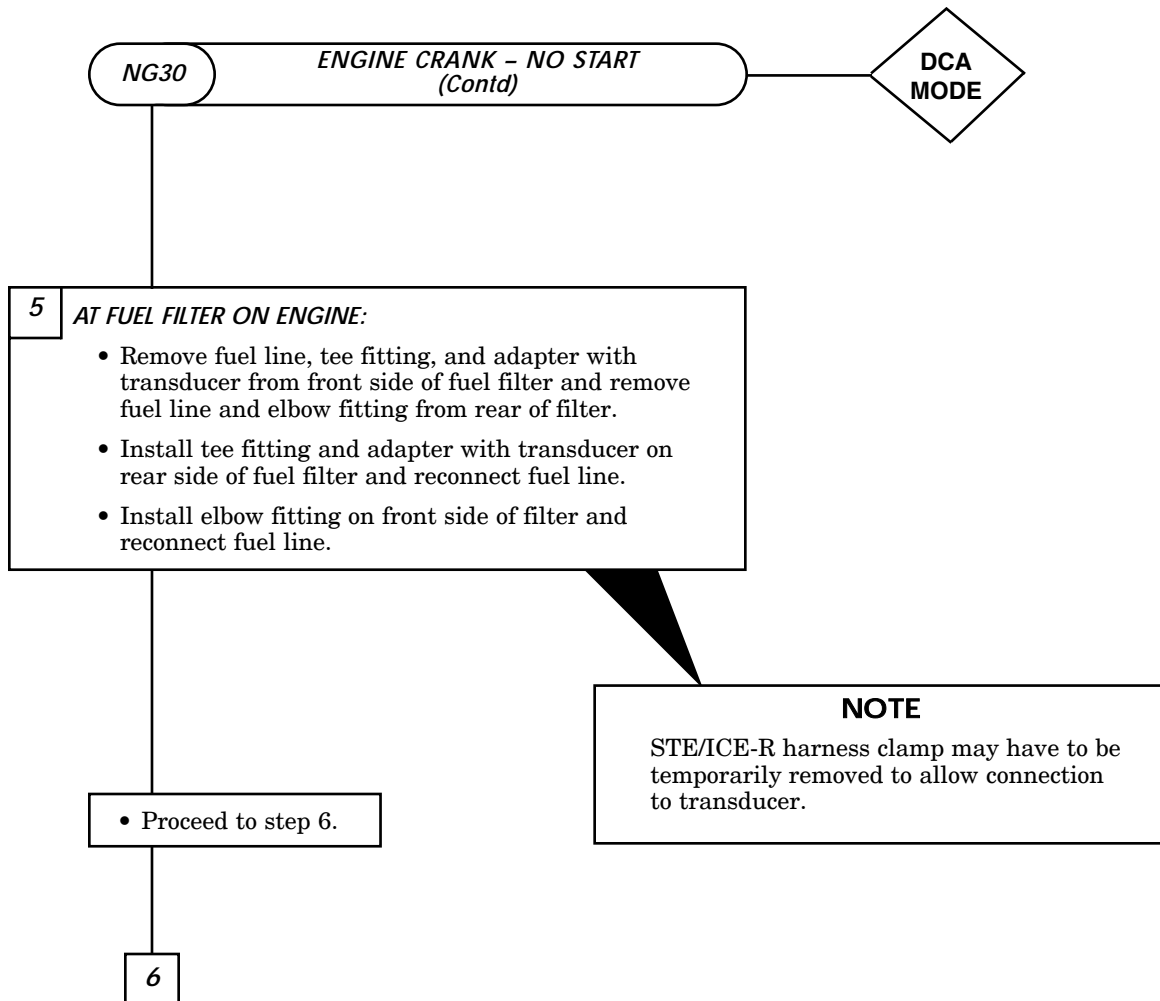 NG30
ENGINE CRANK – NO START
(Contd)
DCA
MODE
5
AT FUEL FILTER ON ENGINE:
• Remove fuel line, tee fitting, and adapter with
transducer from front side of fuel filter and remove
fuel line and elbow fitting from rear of filter.
• Install tee fitting and adapter with transducer on
rear side of fuel filter and reconnect fuel line.
• Install elbow fitting on front side of filter and
reconnect fuel line.
NOTE
STE/ICE-R harness clamp may have to be
temporarily removed to allow connection
to transducer.
• Proceed to step 6.
6